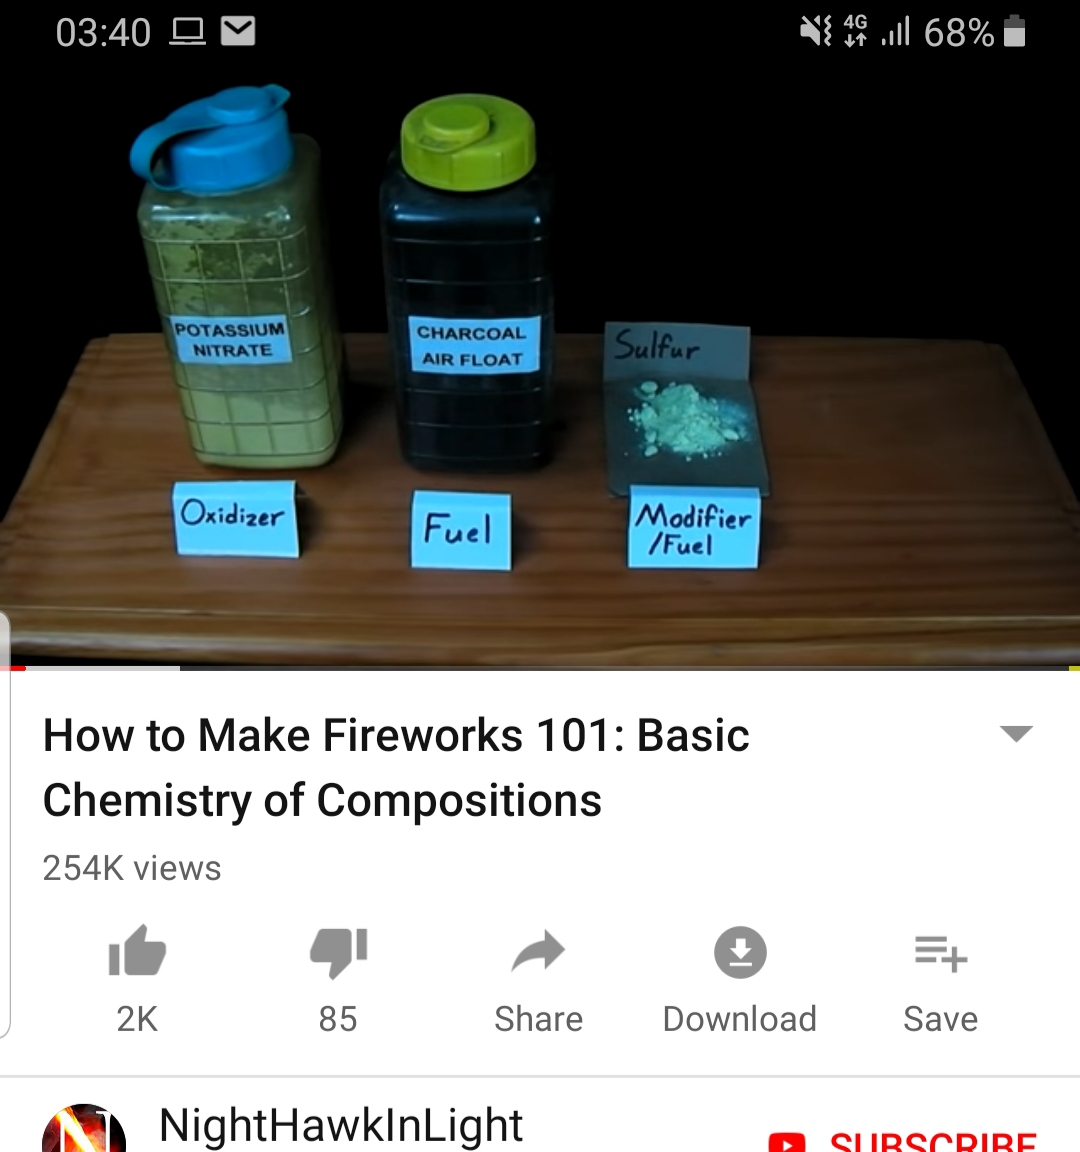 03:40 4G 68%
POTASSIUM
NITRATE
CHARCOAL
AIR FLOAT
Sulfur
Oxidizer
Fuel
Modifier
/Fuel
How to Make Fireworks 101: Basic
Chemistry of Compositions
254K views
2K 85 Share Download Save
N NightHawkInLight
SUBSCRIBE